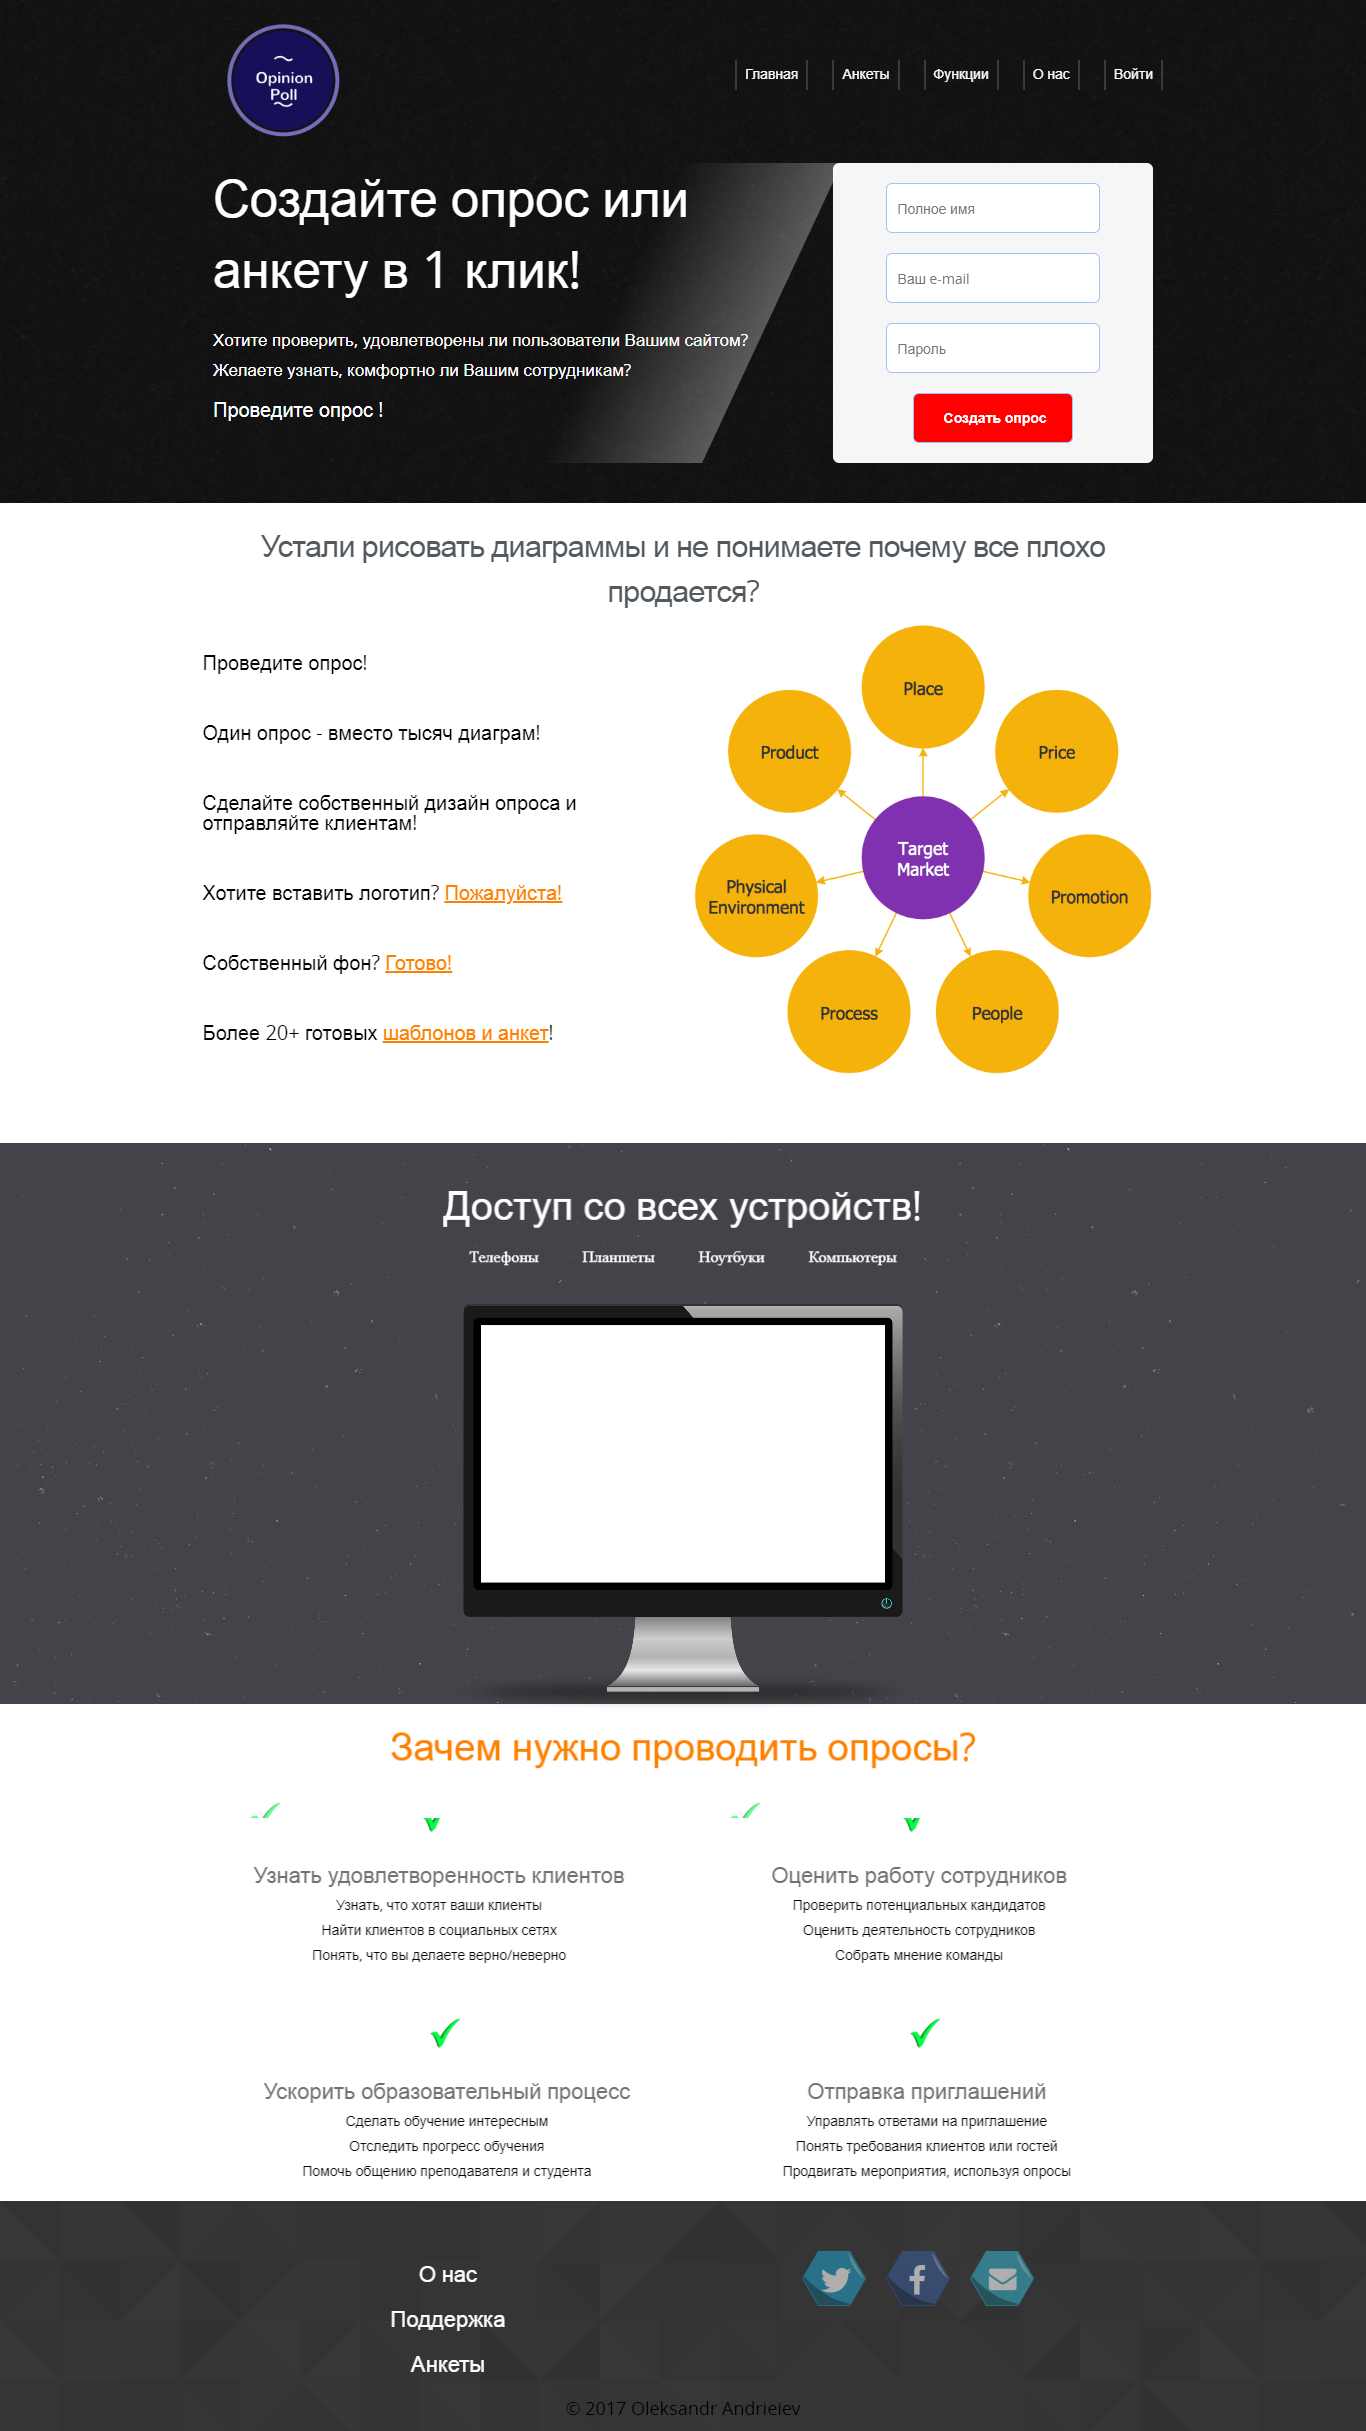 Opinion
Poll
Главная
Анкеты
Функции
О нас
Войти
Создайте опрос или
анкету в 1 клик!
Хотите проверить, удовлетворены ли пользователи Вашим сайтом?
Желаете узнать, комфортно ли Вашим сотрудникам?
Проведите опрос !
Полное имя
Ваш e-mail
Пароль
Создать опрос
Устали рисовать диаграммы и не понимаете почему все плохо
продается?
Проведите опрос!
Один опрос - вместо тысяч диаграм!
Сделайте собственный дизайн опроса и
отправляйте клиентам!
Хотите вставить логотип? Пожалуйста!
Собственный фон? Готово!
Более 20+ готовых шаблонов и анкет!
Place
Product
Price
Target
Market
Physical
Environment
Promotion
Process
People
Доступ со всех устройств!
Телефоны
Планшеты
Ноутбуки
Компьютеры
Зачем нужно проводить опросы?
Узнать удовлетворенность клиентов
Узнать, что хотят ваши клиенты
Найти клиентов в социальных сетях
Понять, что вы делаете верно/неверно
Оценить работу сотрудников
Проверить потенциальных кандидатов
Оценить деятельность сотрудников
Собрать мнение команды
Ускорить образовательный процесс
Сделать обучение интересным
Отследить прогресс обучения
Помочь общению преподавателя и студента
Отправка приглашений
Управлять ответами на приглашение
Понять требования клиентов или гостей
Продвигать мероприятия, используя опросы
О нас
Поддержка
Анкеты
© 2017 Oleksandr Andrieiev